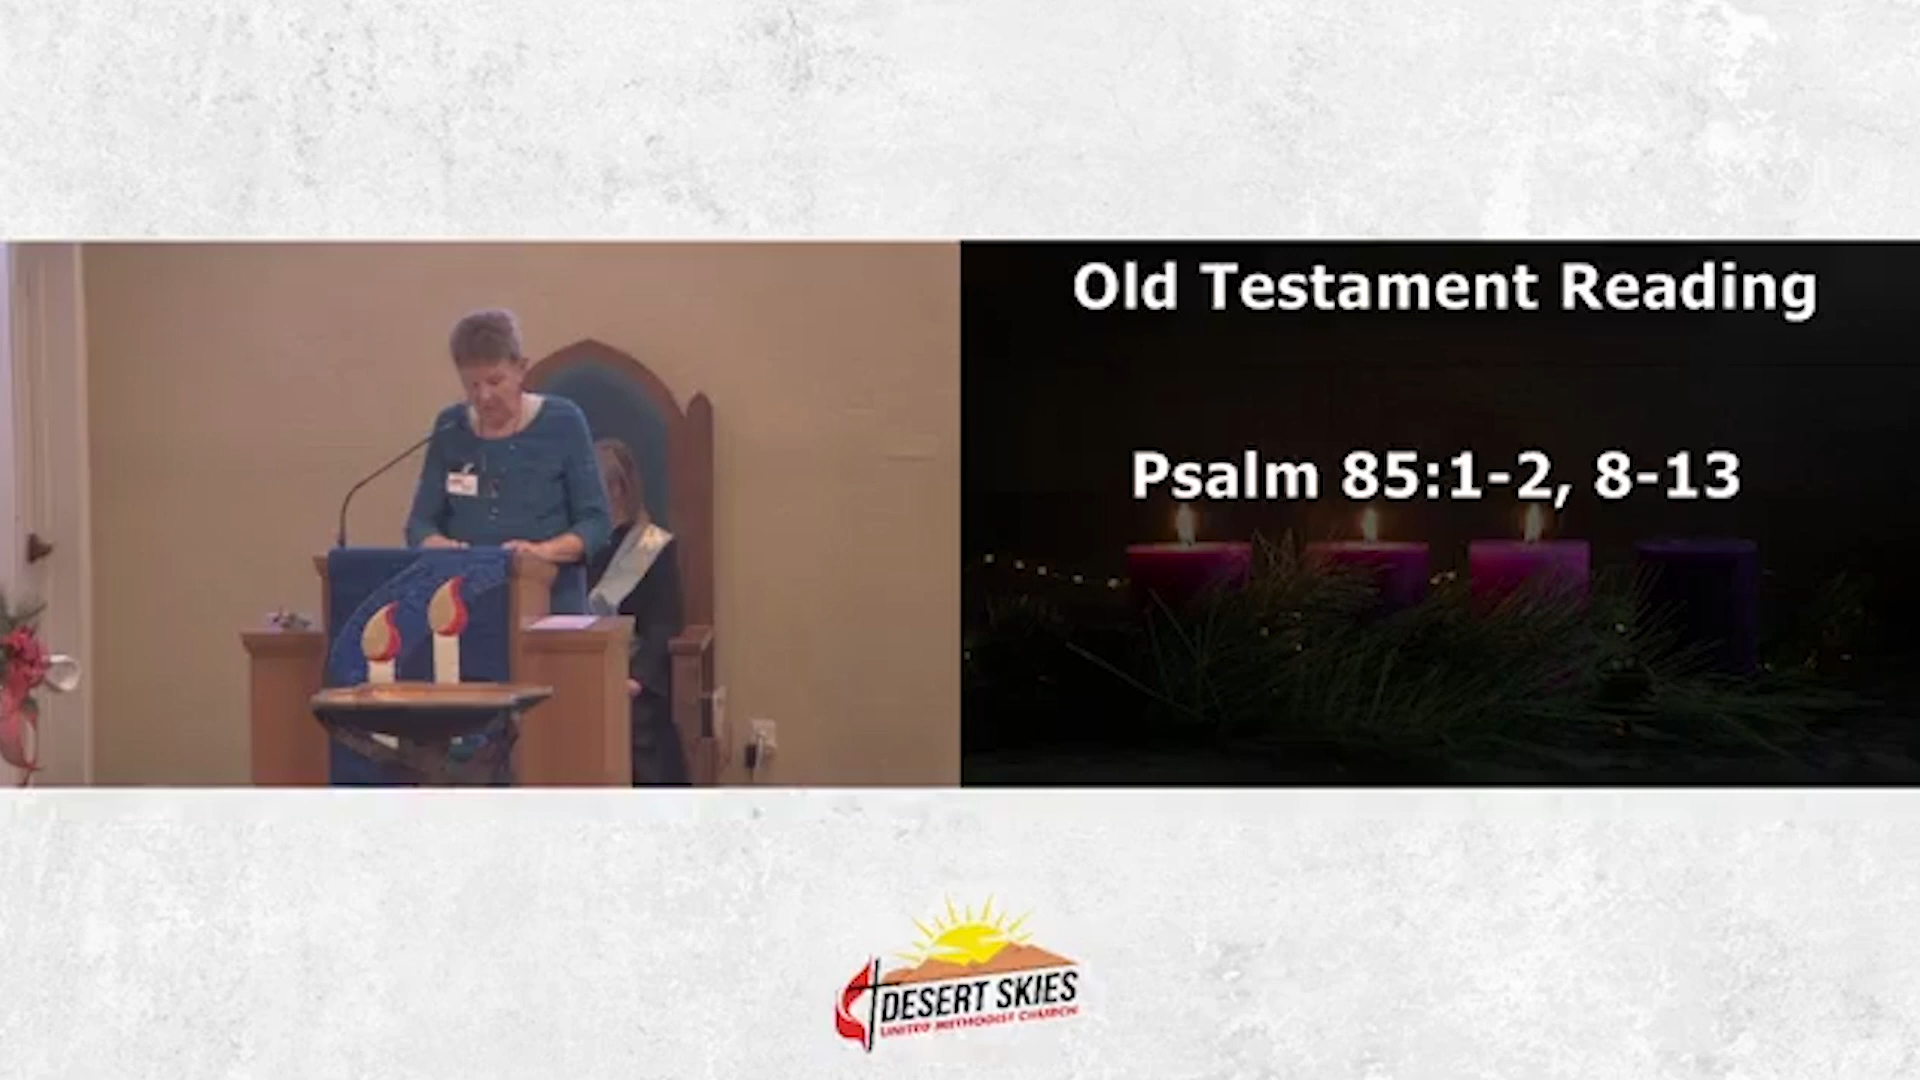 Old Testament Reading
Psalm 85:1-2, 8-13
DESERT SKIES
UNITED METHODIST CHURCH